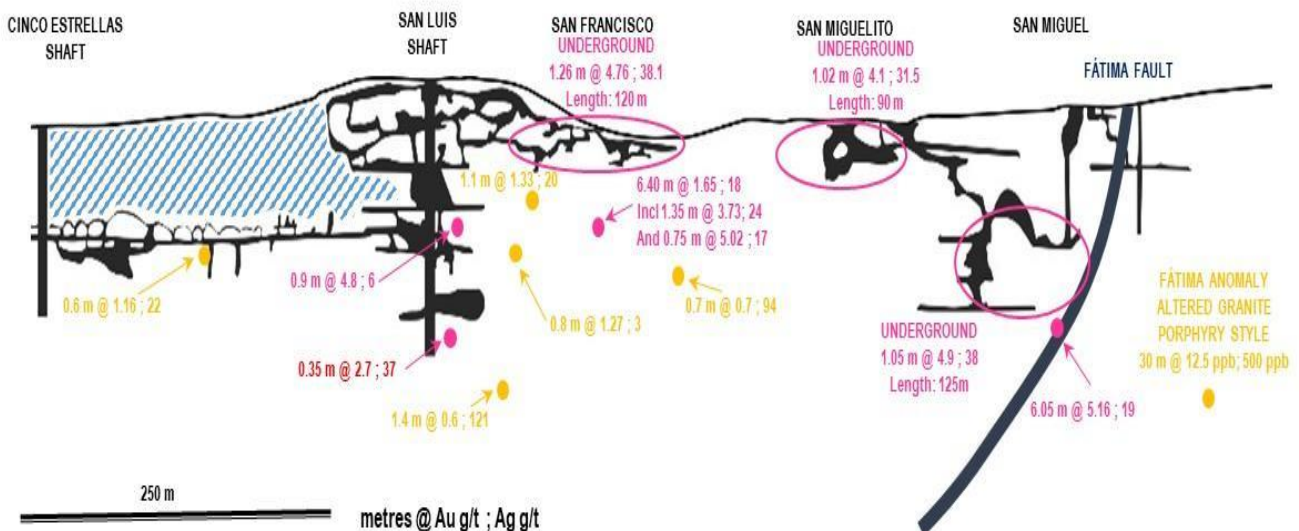 CINCO ESTRELLAS
SHAFT
SAN LUIS
SHAFT
SAN FRANCISCO
UNDERGROUND
1.26 m @ 4.76 ; 38.1
Length: 120 m
SAN MIGUELITO
UNDERGROUND
1.02 m @ 4.1 ; 31.5
Length: 90 m
SAN MIGUEL
FÁTIMA FAULT
1.1 m @ 1.33 ; 20
6.40 m @ 1.65 ; 18
Incl 1.35 m @ 3.73; 24
And 0.75 m @ 5.02 ; 17
0.9 m @ 4.8 ; 6
0.6 m @ 1.16 ; 22
0.8 m @ 1.27 ; 3
0.7 m @ 0.7 ; 94
0.35 m @ 2.7 ; 37
1.4 m @ 0.6 ; 121
UNDERGROUND
1.05 m @ 4.9 ; 38
Length: 125m
6.05 m @ 5.16 ; 19
FÁTIMA ANOMALY
ALTERED GRANITE
PORPHYRY STYLE
30 m @ 12.5 ppb; 500 ppb
250 m
metres @ Au g/t ; Ag g/t